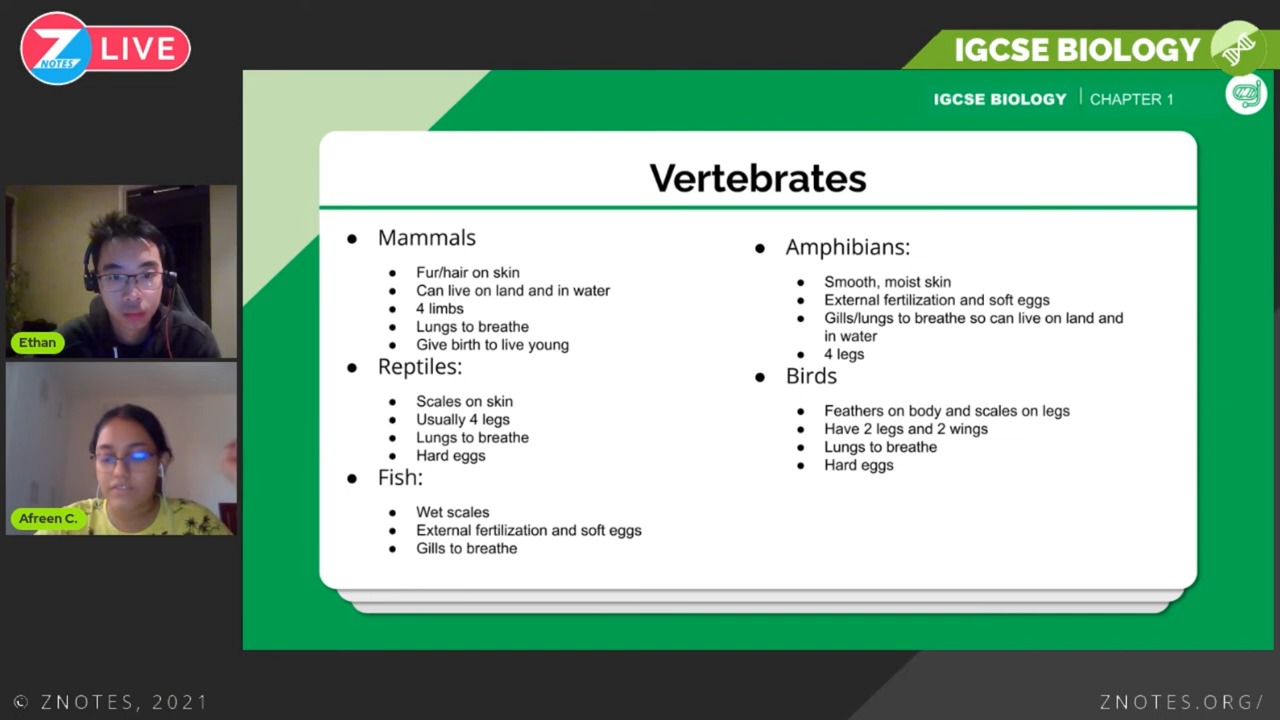 Z NOTES LIVE
IGCSE BIOLOGY
IGCSE BIOLOGY | CHAPTER 1
Vertebrates
Mammals
Fur/hair on skin
Can live on land and in water
4 limbs
Lungs to breathe
Give birth to live young
Reptiles:
Scales on skin
Usually 4 legs
Lungs to breathe
Hard eggs
Fish:
Wet scales
External fertilization and soft eggs
Gills to breathe
Amphibians:
Smooth, moist skin
External fertilization and soft eggs
Gills/lungs to breathe so can live on land and
in water
4 legs
Birds
Feathers on body and scales on legs
Have 2 legs and 2 wings
Lungs to breathe
Hard eggs
Ethan
Afreen C.
© ZNOTES, 2021
ZNOTES.ORG/